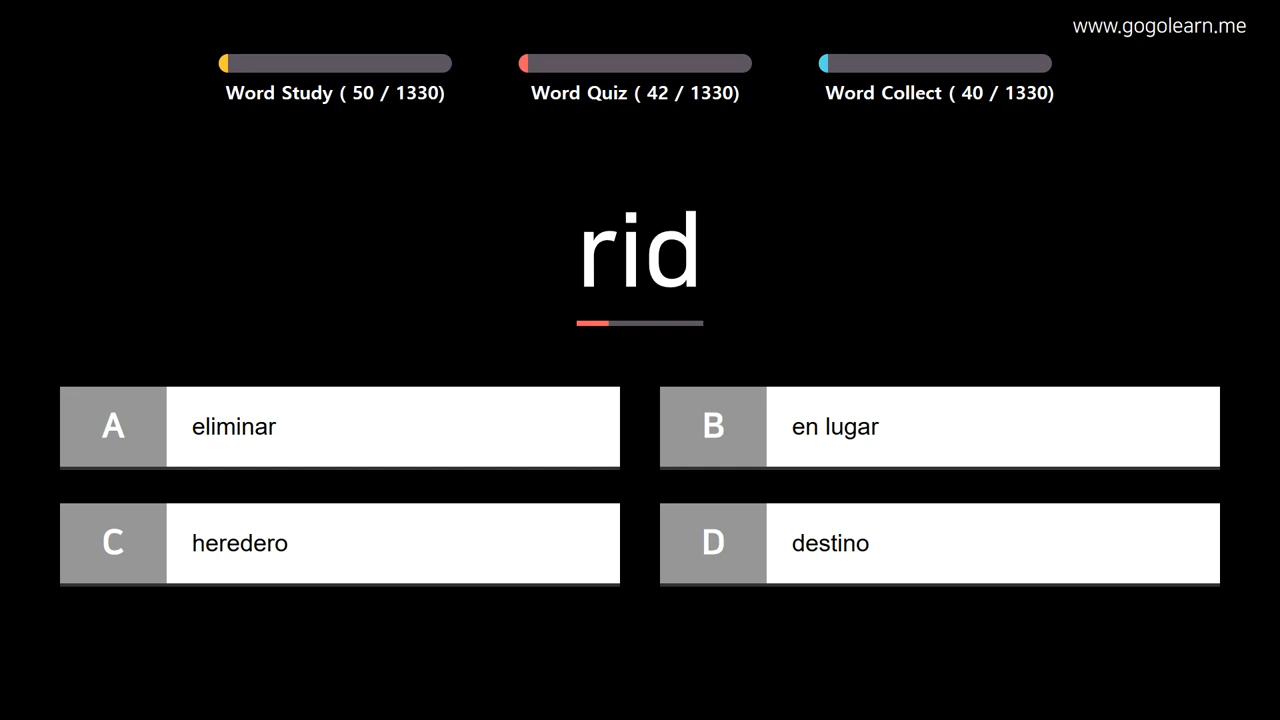 www.gogolearn.me
Word Study ( 50 / 1330)
Word Quiz ( 42 / 1330)
Word Collect ( 40 / 1330)
rid
A eliminar
B en lugar
C heredero
D destino